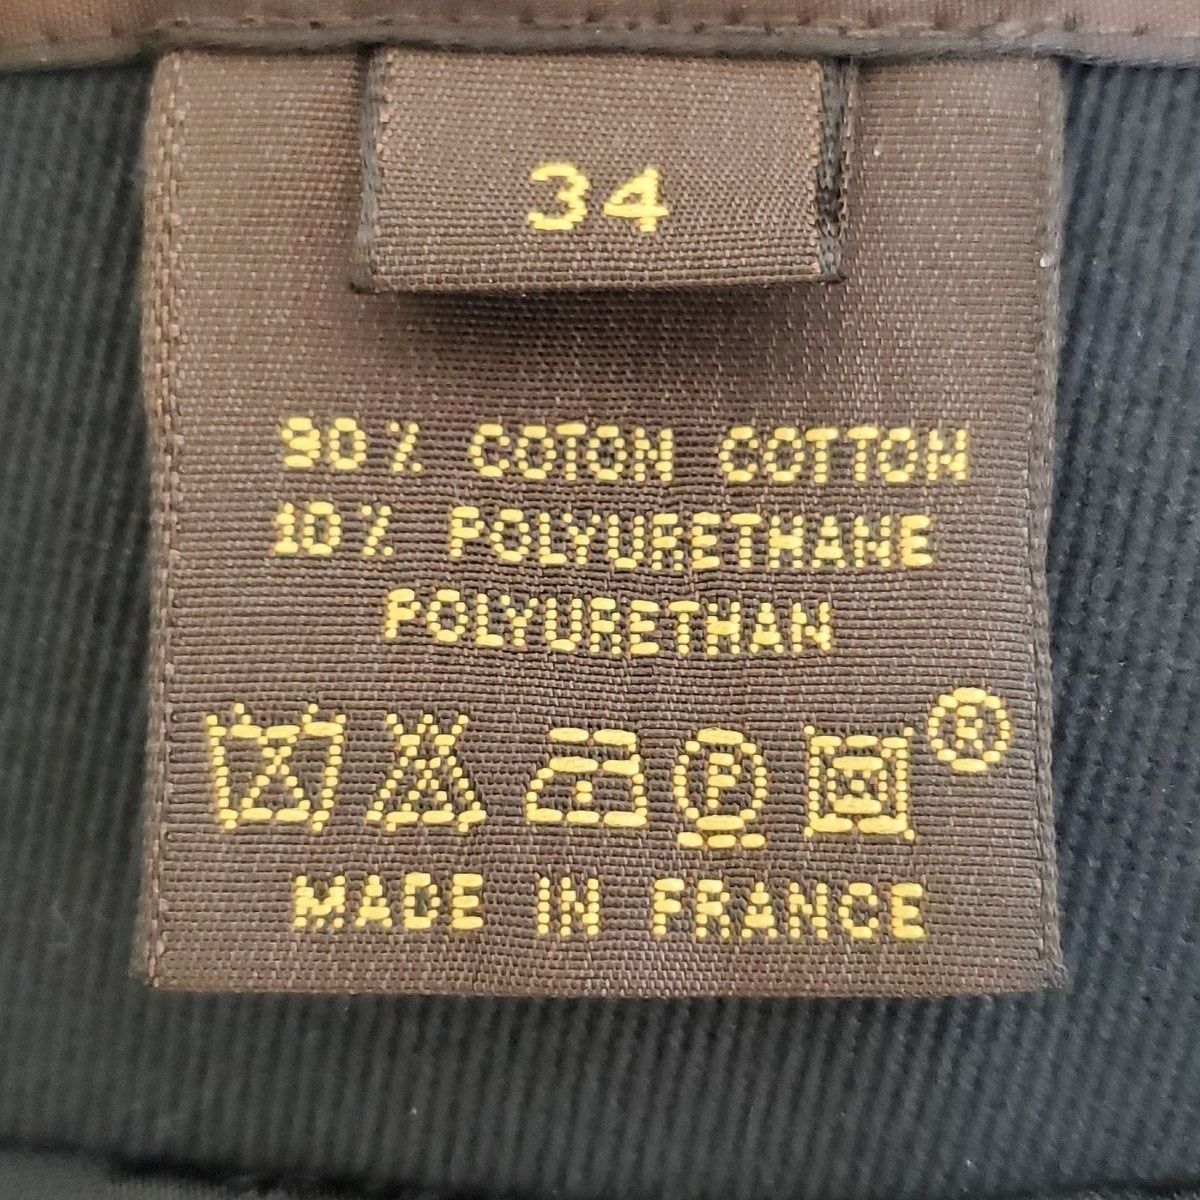 34
90% COTON COTTON
10% POLYURETHANE
POLYURETHAN
P ®
MADE IN FRANCE